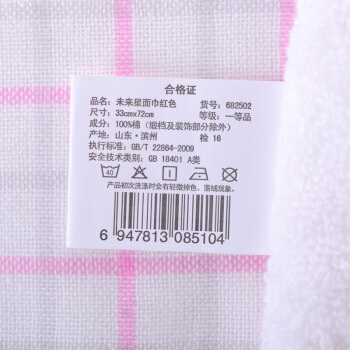 合格证
品名: 未来星面巾红色 货号: 682502
尺寸: 33cmx72cm 等级: 一等品
成分: 100%棉 (缎档及装饰部分除外)
产地: 山东·滨州 检 16
执行标准: GB/T 22864-2009
安全技术类别: GB 18401 A类
40
产品初次洗涤时会有轻微掉色、落绒现象。
6 947813 085104